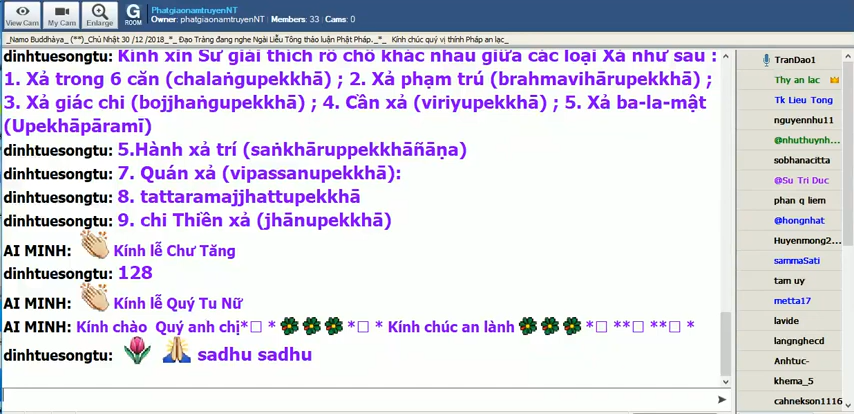 PhatgiaonamtruyenNT
Owner: phatgiaonamtruyenNT | Members: 33 | Cams: 0
View Cam
My Cam
Enlarge
G
ROOM
_Namo Buddhàya_ (**)_Chủ Nhật 30 /12 /2018_*_ Đạo Tràng đang nghe Ngài Liễu Tông thảo luận Phật Pháp._*_ Kính chúc quý vị thính Pháp an lạc_
dinhtuesongtu: Kính xin Sư giải thích rõ chỗ khác nhau giữa các loại Xả như sau :
1. Xả trong 6 căn (chalaṅgupekkhā) ; 2. Xả phạm trú (brahmavihārupekkhā) ;
3. Xả giác chi (bojjhaṅgupekkhā) ; 4. Cần xả (viriyupekkhā) ; 5. Xả ba-la-mật
(Upekhāpāramī)
dinhtuesongtu: 5.Hành xả trí (saṅkhāruppekkhāñāṇa)
dinhtuesongtu: 7. Quán xả (vipassanupekkhā):
dinhtuesongtu: 8. tattaramajjhattupekkhā
dinhtuesongtu: 9. chi Thiền xả (jhānupekkhā)
AI MINH: Kính lễ Chư Tăng
dinhtuesongtu: 128
AI MINH: Kính lễ Quý Tu Nữ
AI MINH: Kính chào Quý anh chị*□ * *□ * Kính chúc an lành *□ **□ **□ *
dinhtuesongtu: sadhu sadhu
TranDao1
Thy an lac
Tk Lieu Tong
nguyennhu11
@nhuthuynh...
sobhanacitta
@Su Tri Duc
phan q liem
@hongnhat
Huyenmong2...
sammaSati
tam uy
metta17
lavide
langnghecd
Anhtuc-
khema_5
cahnekson1116